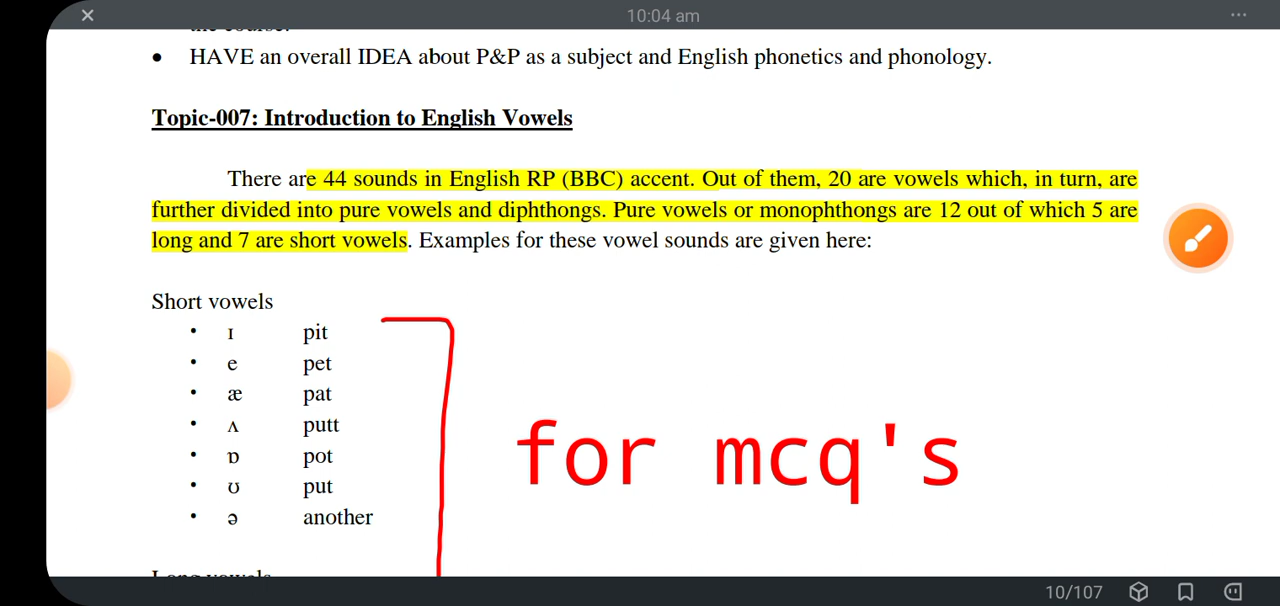 10:04 am
the course.
• HAVE an overall IDEA about P&P as a subject and English phonetics and phonology.
Topic-007: Introduction to English Vowels
There are 44 sounds in English RP (BBC) accent. Out of them, 20 are vowels which, in turn, are
further divided into pure vowels and diphthongs. Pure vowels or monophthongs are 12 out of which 5 are
long and 7 are short vowels. Examples for these vowel sounds are given here:
Short vowels
• ɪ pit
• e pet
• æ pat
• ʌ putt
• ɒ pot
• ʊ put
• ə another
for mcq's
Long vowels
10/107